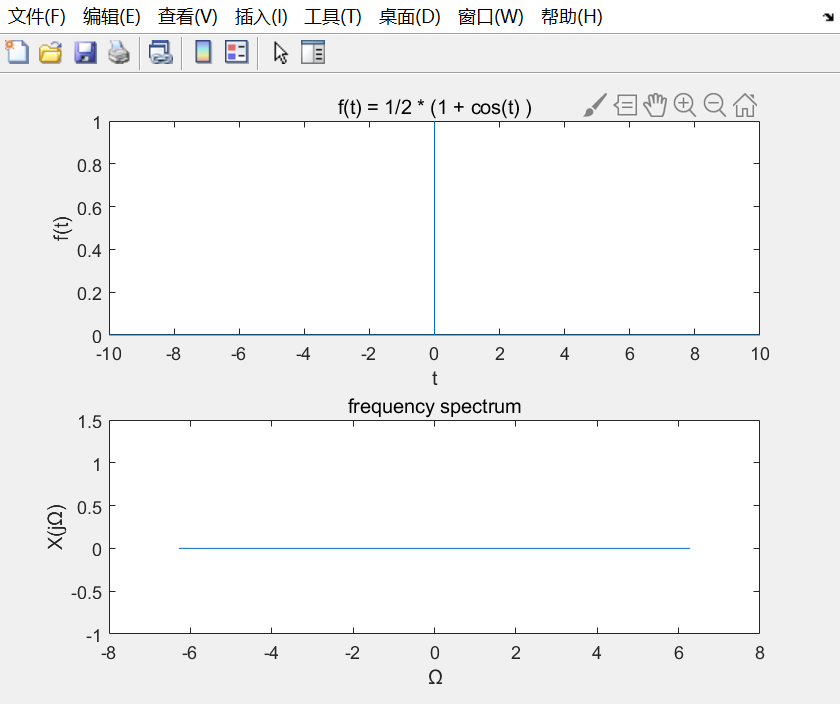 文件(F) 编辑(E) 查看(V) 插入(I) 工具(T) 桌面(D) 窗口(W) 帮助(H)
f(t) = 1/2 * (1 + cos(t) )
1
0.8
0.6
0.4
0.2
0
f(t)
-10 -8 -6 -4 -2 0 2 4 6 8 10
t
frequency spectrum
1.5
1
0.5
0
-0.5
-1
X(jΩ)
-8 -6 -4 -2 0 2 4 6 8
Ω